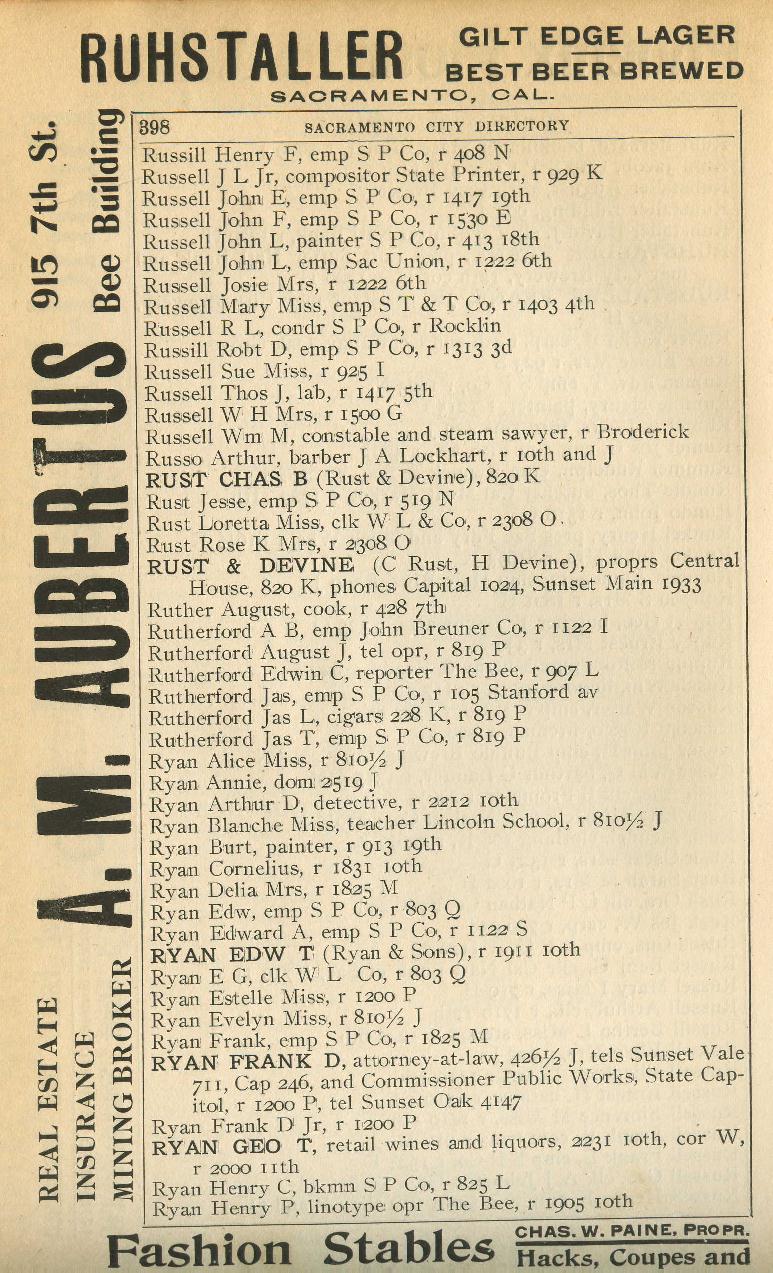 RUHSTALLER
GILT EDGE LAGER
BEST BEER BREWED
SACRAMENTO, CAL.
A. M. AUBERTUS
915 7th St.
Bee Building
REAL ESTATE
INSURANCE
MINING BROKER
398 SACRAMENTO CITY DIRECTORY
Russill Henry F, emp S P Co, r 408 N
Russell J L Jr, compositor State Printer, r 929 K
Russell John E, emp S P Co, r 1417 19th
Russell John F, emp S P Co, r 1530 E
Russell John L, painter S P Co, r 413 18th
Russell John L, emp Sac Union, r 1222 6th
Russell Josie Mrs, r 1222 6th
Russell Mary Miss, emp S T & T Co, r 1403 4th
Russell R L, condr S P Co, r Rocklin
Russill Robt D, emp S P Co, r 1313 3d
Russell Sue Miss, r 925 I
Russell Thos J, lab, r 1417 5th
Russell W H Mrs, r 1500 G
Russell Wm M, constable and steam sawyer, r Broderick
Russo Arthur, barber J A Lockhart, r 10th and J
RUST CHAS B (Rust & Devine), 820 K
Rust Jesse, emp S P Co, r 519 N
Rust Loretta Miss, clk W L & Co, r 2308 O
Rust Rose K Mrs, r 2308 O
RUST & DEVINE (C Rust, H Devine), proprs Central
House, 820 K, phones Capital 1024, Sunset Main 1933
Ruther August, cook, r 428 7th
Rutherford A B, emp John Breuner Co, r 1122 I
Rutherford August J, tel opr, r 819 P
Rutherford Edwin C, reporter The Bee, r 907 L
Rutherford Jas, emp S P Co, r 105 Stanford av
Rutherford Jas L, cigars 228 K, r 819 P
Rutherford Jas T, emp S P Co, r 819 P
Ryan Alice Miss, r 810½ J
Ryan Annie, dom 2519 J
Ryan Arthur D, detective, r 2212 10th
Ryan Blanche Miss, teacher Lincoln School, r 810½ J
Ryan Burt, painter, r 913 19th
Ryan Cornelius, r 1831 10th
Ryan Delia Mrs, r 1825 M
Ryan Edw, emp S P Co, r 803 Q
Ryan Edward A, emp S P Co, r 1122 S
RYAN EDW T (Ryan & Sons), r 1911 10th
Ryan E G, clk W L Co, r 803 Q
Ryan Estelle Miss, r 1200 P
Ryan Evelyn Miss, r 810½ J
Ryan Frank, emp S P Co, r 1825 M
RYAN FRANK D, attorney-at-law, 426½ J, tels Sunset Vale
711, Cap 246, and Commissioner Public Works, State Cap-
itol, r 1200 P, tel Sunset Oak 4147
Ryan Frank D Jr, r 1200 P
RYAN GEO T, retail wines and liquors, 2231 10th, cor W,
r 2000 11th
Ryan Henry C, bkmn S P Co, r 825 L
Ryan Henry P, linotype opr The Bee, r 1905 10th
Fashion Stables
CHAS. W. PAINE, PROPR.
Hacks, Coupes and